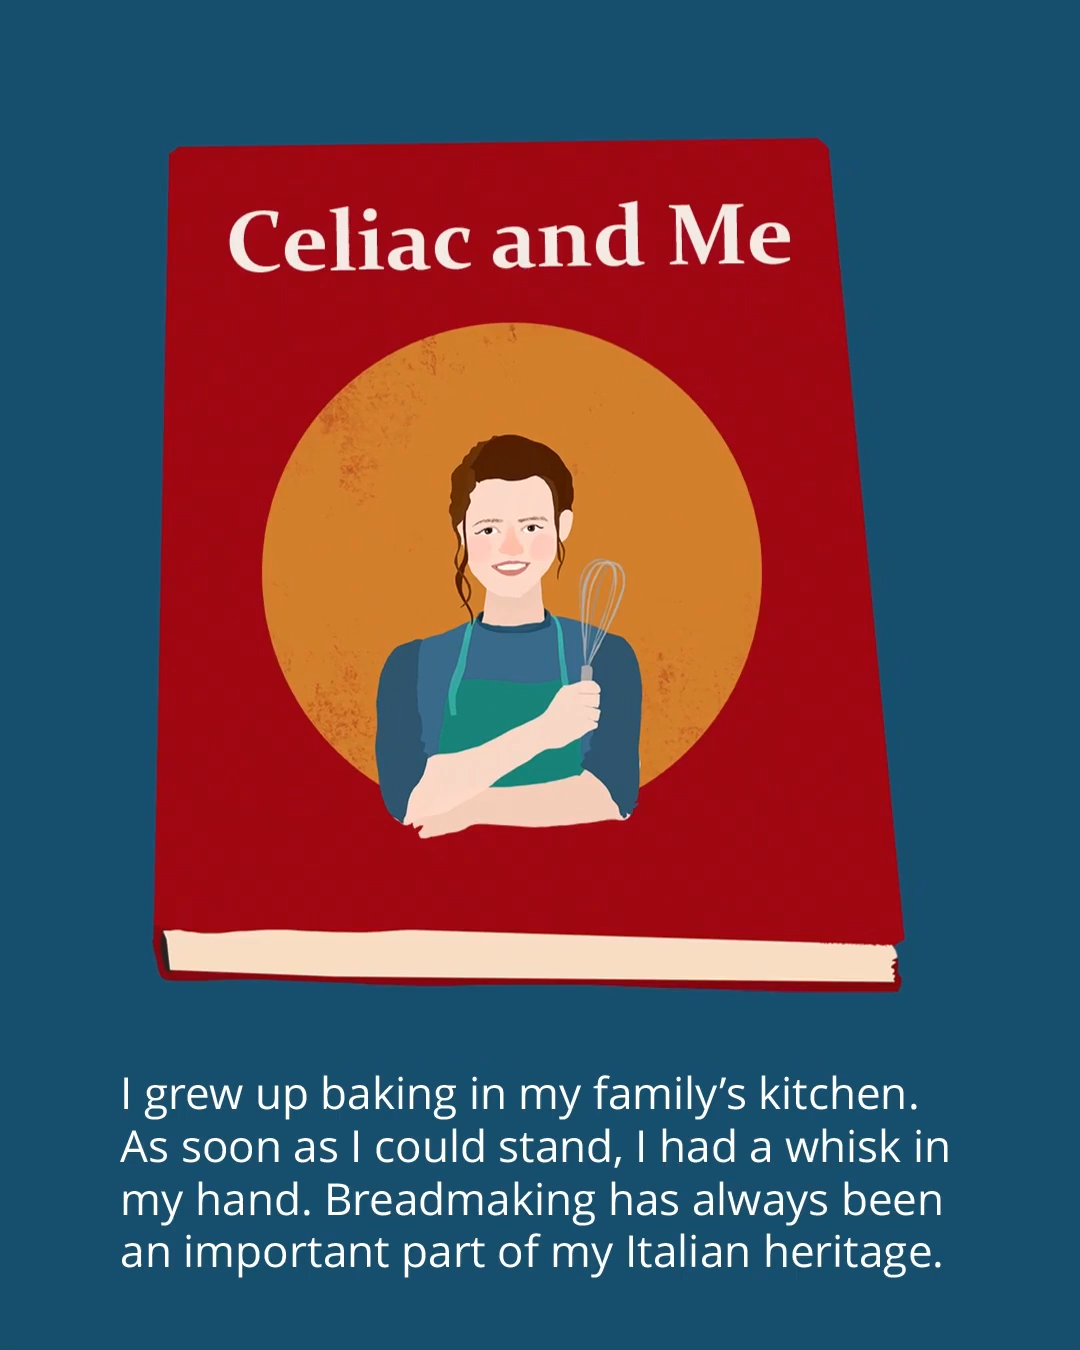 Celiac and Me
I grew up baking in my family’s kitchen.
As soon as I could stand, I had a whisk in
my hand. Breadmaking has always been
an important part of my Italian heritage.